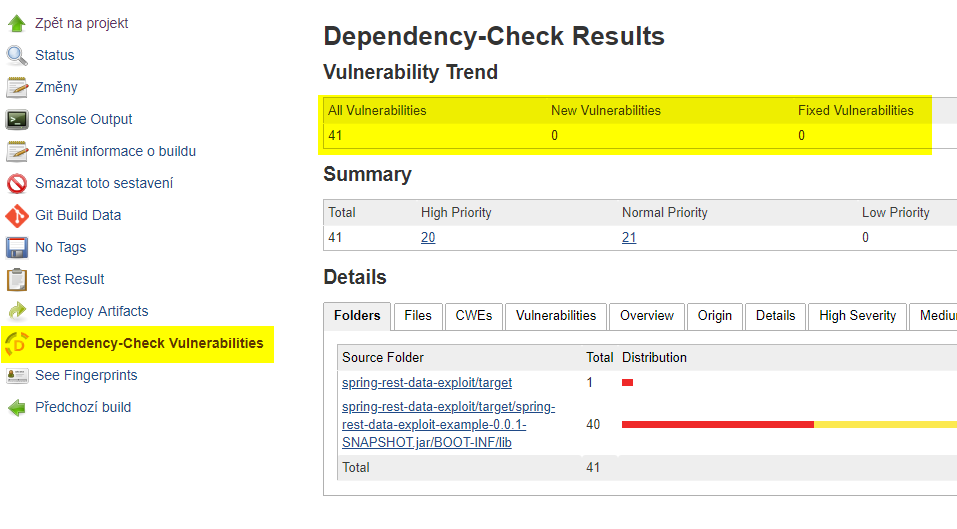 Zpět na projekt
Status
Změny
Console Output
Změnit informace o buildu
Smazat toto sestavení
Git Build Data
No Tags
Test Result
Redeploy Artifacts
Dependency-Check Vulnerabilities
See Fingerprints
Předchozí build
Dependency-Check Results
Vulnerability Trend
All Vulnerabilities New Vulnerabilities Fixed Vulnerabilities
41 0 0
Summary
Total High Priority Normal Priority Low Priority
41 20 21 0
Details
Folders Files CWEs Vulnerabilities Overview Origin Details High Severity Mediu
Source Folder Total Distribution
spring-rest-data-exploit/target 1
spring-rest-data-exploit/target/spring-
rest-data-exploit-example-0.0.1- 40
SNAPSHOT.jar/BOOT-INF/lib
Total 41